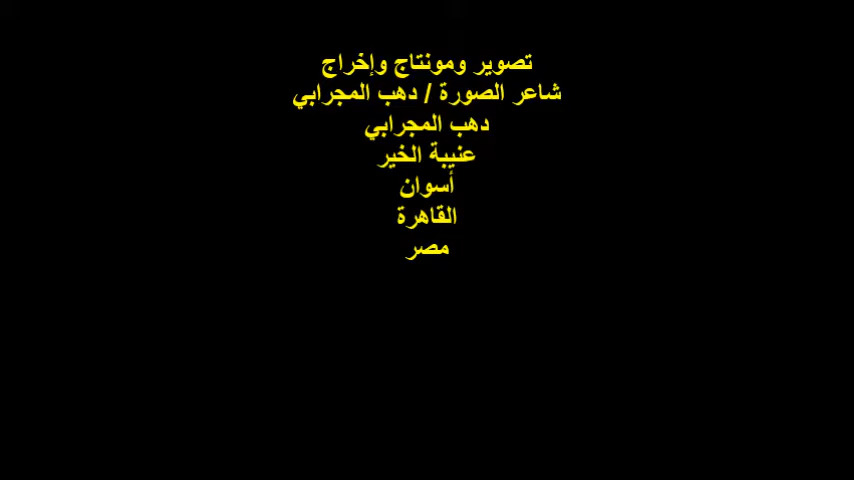 تصوير ومونتاج وإخراج
شاعر الصورة / دهب المجرابي
دهب المجرابي
عنيبة الخير
أسوان
القاهرة
مصر